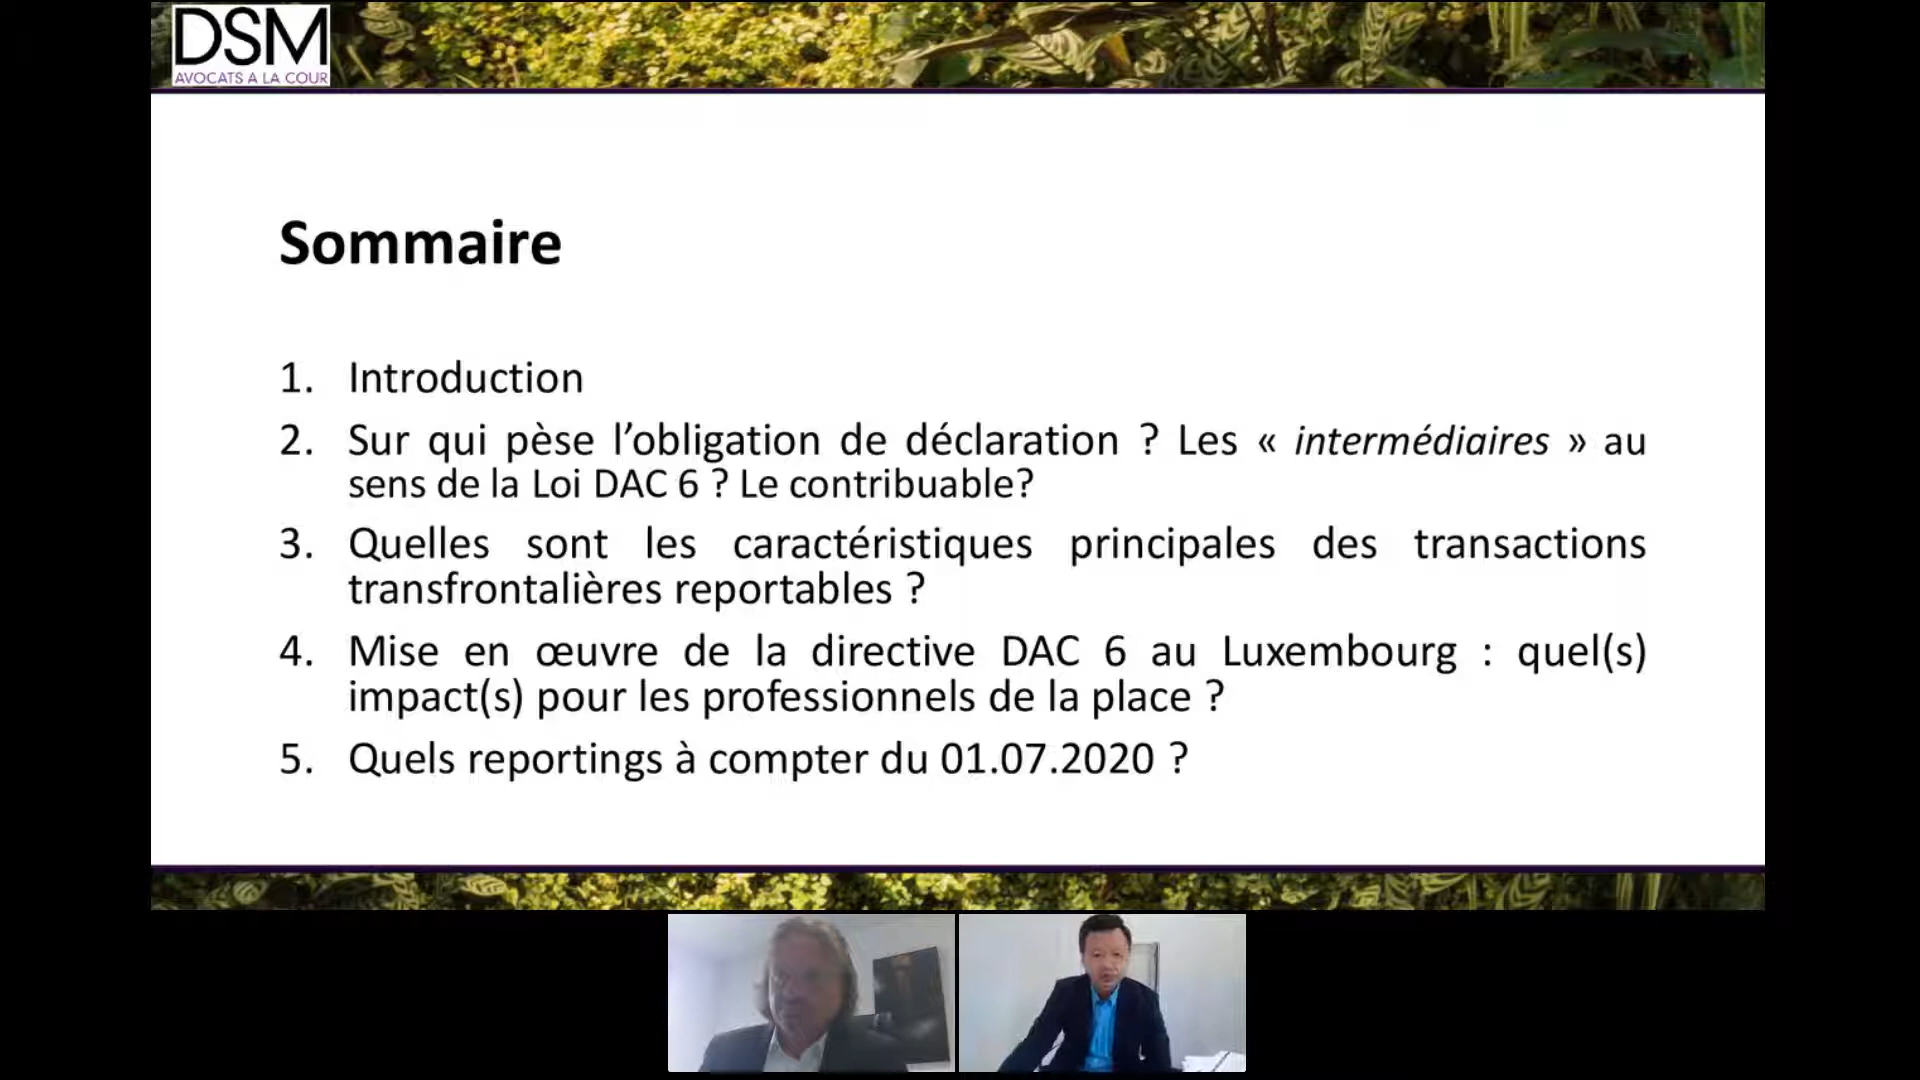 DSM
AVOCATS A LA COUR
Sommaire
1. Introduction
2. Sur qui pèse l’obligation de déclaration ? Les « intermédiaires » au
sens de la Loi DAC 6 ? Le contribuable?
3. Quelles sont les caractéristiques principales des transactions
transfrontalières reportables ?
4. Mise en œuvre de la directive DAC 6 au Luxembourg : quel(s)
impact(s) pour les professionnels de la place ?
5. Quels reportings à compter du 01.07.2020 ?